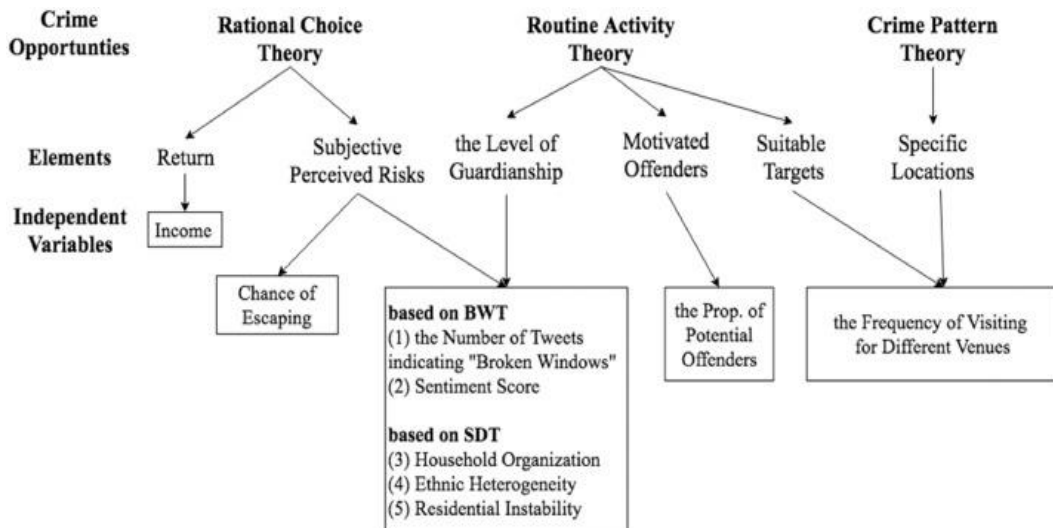 Crime
Opportunties
Rational Choice
Theory
Routine Activity
Theory
Crime Pattern
Theory
Elements
Return
Subjective
Perceived Risks
the Level of
Guardianship
Motivated
Offenders
Suitable
Targets
Specific
Locations
Independent
Variables
Income
Chance of
Escaping
based on BWT
(1) the Number of Tweets
indicating "Broken Windows"
(2) Sentiment Score
based on SDT
(3) Household Organization
(4) Ethnic Heterogeneity
(5) Residential Instability
the Prop. of
Potential
Offenders
the Frequency of Visiting
for Different Venues